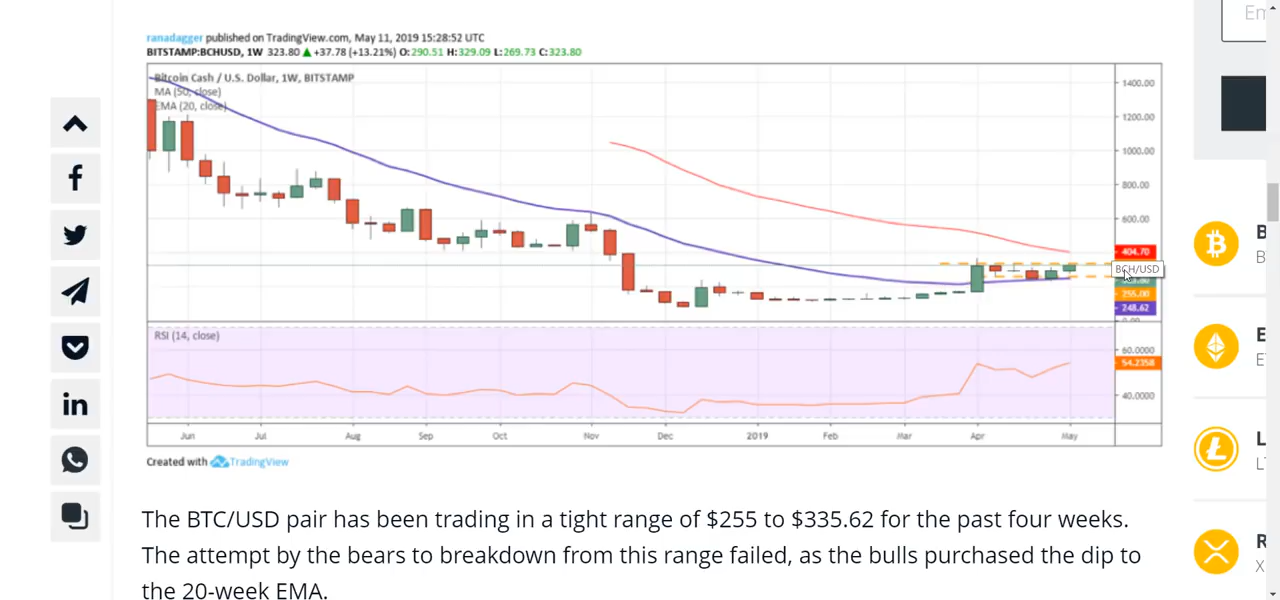 Em
ranadagger published on TradingView.com, May 11, 2019 15:28:52 UTC
BITSTAMP:BCHUSD, 1W 323.80 ▲ +37.78 (+13.21%) O:290.51 H:329.09 L:269.73 C:323.80
Bitcoin Cash / U.S. Dollar, 1W, BITSTAMP
MA (50, close)
EMA (20, close)
1400.00
1200.00
1000.00
800.00
600.00
404.70
BCH/USD
255.00
248.62
0.00
RSI (14, close)
60.0000
54.2358
40.0000
Jun Jul Aug Sep Oct Nov Dec 2019 Feb Mar Apr May
Created with TradingView
The BTC/USD pair has been trading in a tight range of $255 to $335.62 for the past four weeks.
The attempt by the bears to breakdown from this range failed, as the bulls purchased the dip to
the 20-week EMA.
B
B
E
E
L
L
R
X
in